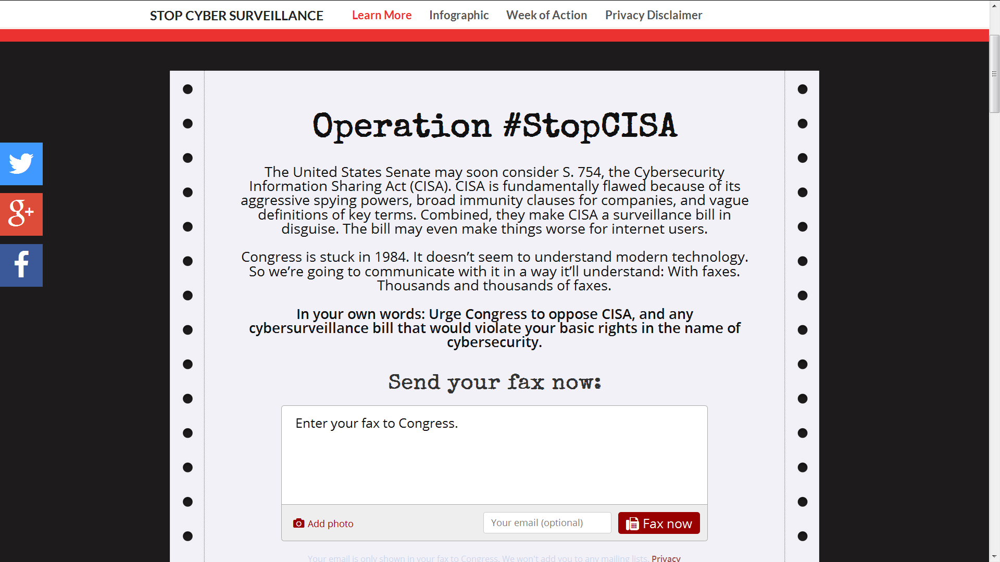 STOP CYBER SURVEILLANCE Learn More Infographic Week of Action Privacy Disclaimer
Operation #StopCISA
The United States Senate may soon consider S. 754, the Cybersecurity
Information Sharing Act (CISA). CISA is fundamentally flawed because of its
aggressive spying powers, broad immunity clauses for companies, and vague
definitions of key terms. Combined, they make CISA a surveillance bill in
disguise. The bill may even make things worse for internet users.
Congress is stuck in 1984. It doesn’t seem to understand modern technology.
So we’re going to communicate with it in a way it’ll understand: With faxes.
Thousands and thousands of faxes.
In your own words: Urge Congress to oppose CISA, and any
cybersurveillance bill that would violate your basic rights in the name of
cybersecurity.
Send your fax now:
Enter your fax to Congress.
Add photo Your email (optional) Fax now
Your email is only shown in your fax to Congress. We won't add you to any mailing lists. Privacy
g+
f